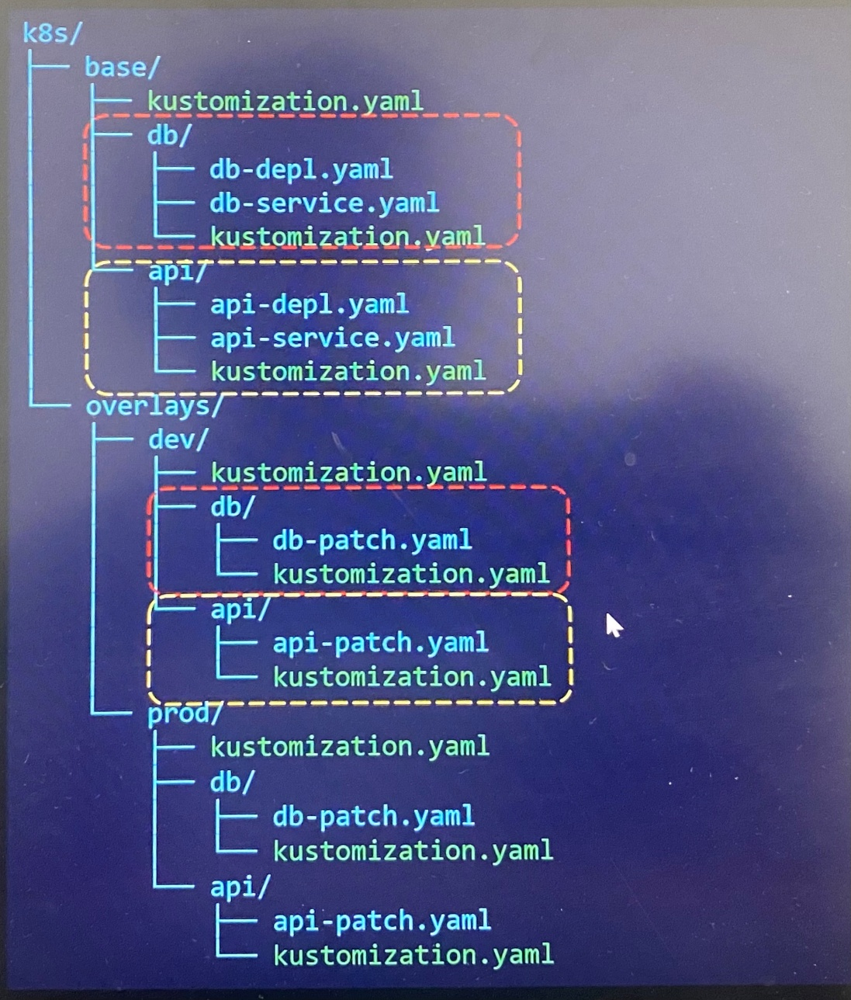 k8s/
base/
kustomization.yaml
db/
db-depl.yaml
db-service.yaml
kustomization.yaml
api/
api-depl.yaml
api-service.yaml
kustomization.yaml
overlays/
dev/
kustomization.yaml
db/
db-patch.yaml
kustomization.yaml
api/
api-patch.yaml
kustomization.yaml
prod/
kustomization.yaml
db/
db-patch.yaml
kustomization.yaml
api/
api-patch.yaml
kustomization.yaml